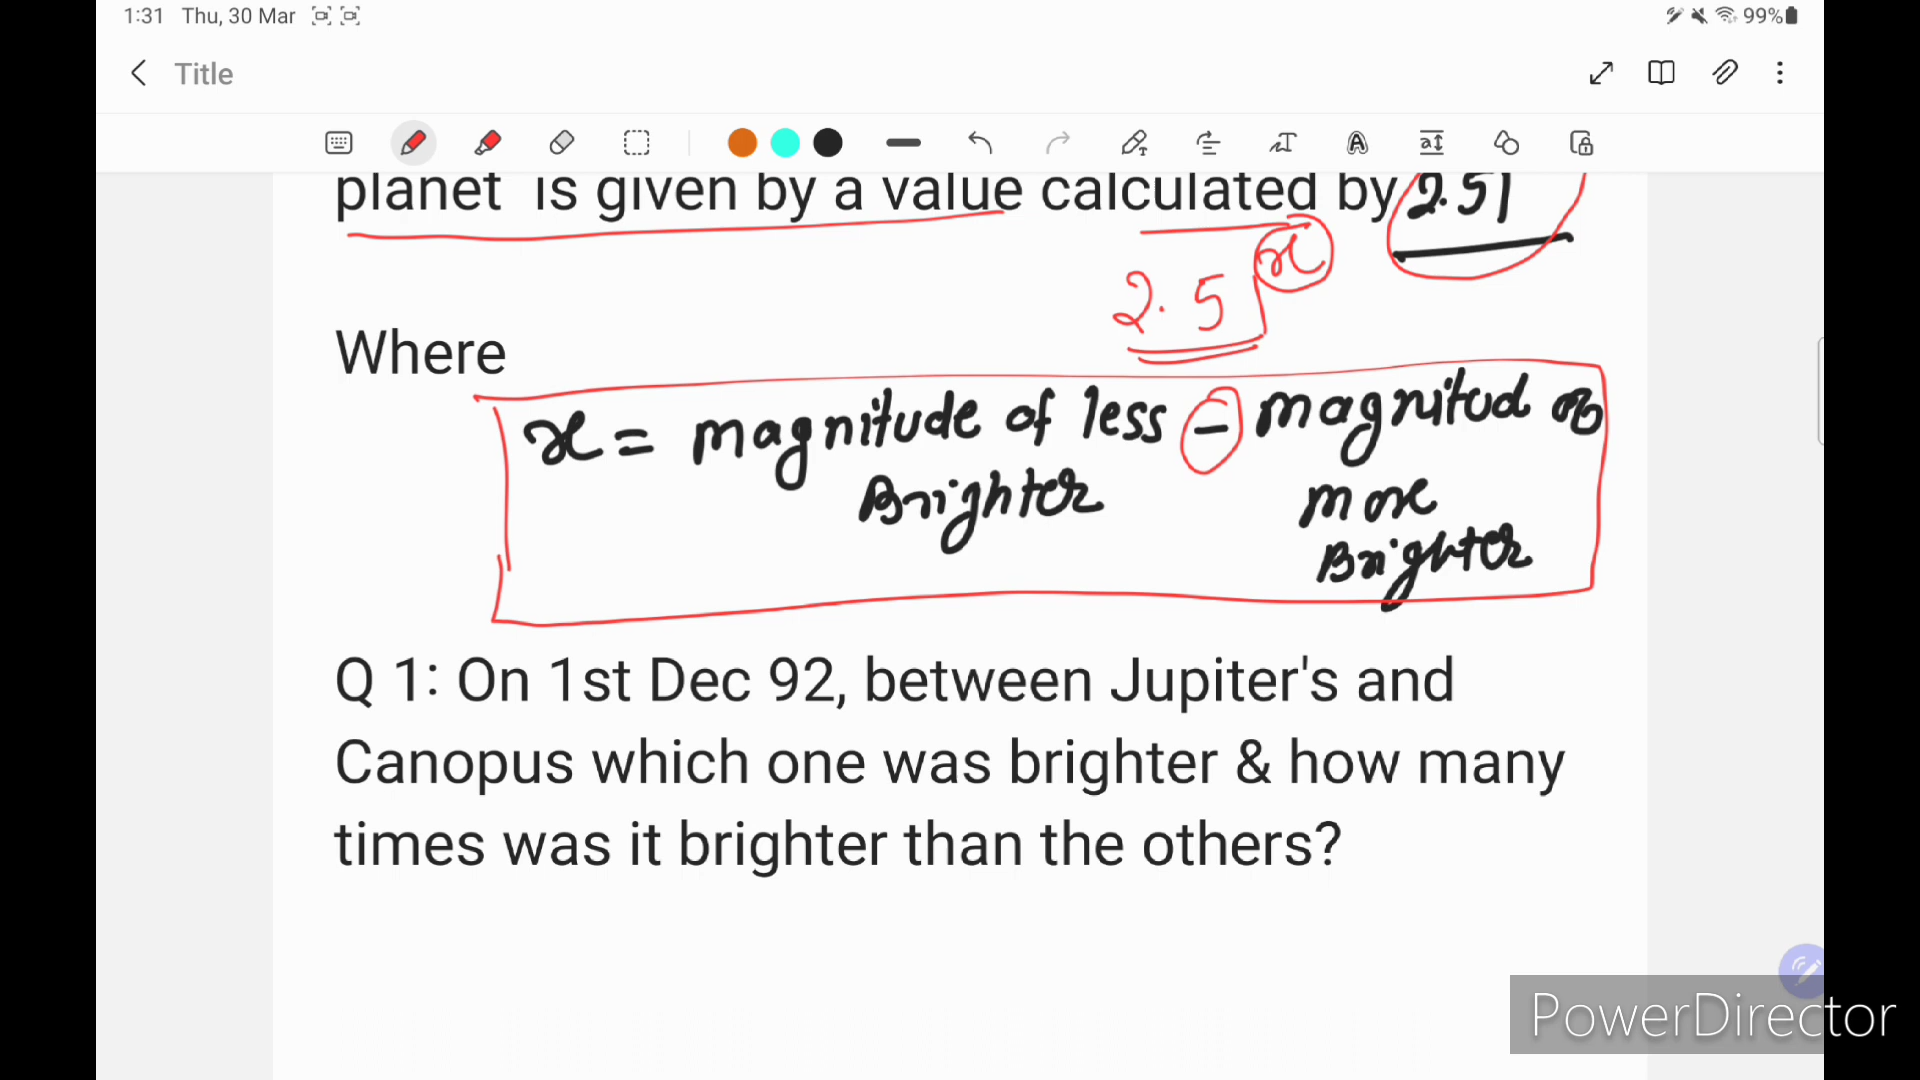 1:31 Thu, 30 Mar 99%
Title
planet is given by a value calculated by 2.51
2.5 x
Where
x = magnitude of less - magnitud of
Brighter more
Brighter
Q 1: On 1st Dec 92, between Jupiter's and
Canopus which one was brighter & how many
times was it brighter than the others?
PowerDirector